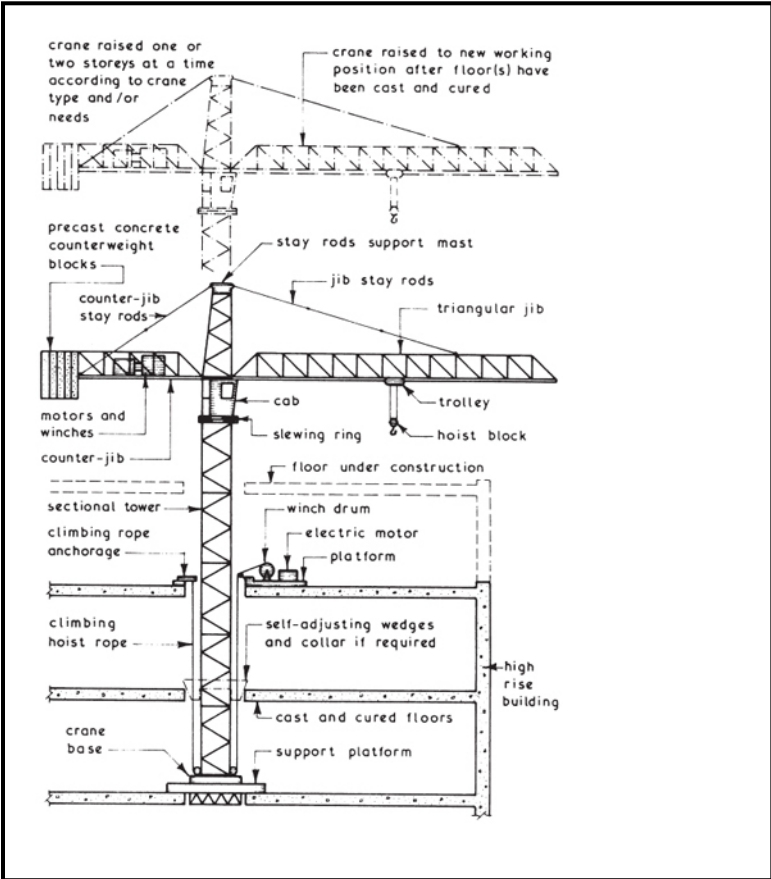 crane raised one or
two storeys at a time
according to crane
type and/or
needs
crane raised to new working
position after floor(s) have
been cast and cured
precast concrete
counterweight
blocks
stay rods support mast
jib stay rods
counter-jib
stay rods
triangular jib
cab
trolley
motors and
winches
slewing ring
hoist block
counter-jib
floor under construction
sectional tower
winch drum
climbing rope
anchorage
electric motor
platform
climbing
hoist rope
self-adjusting wedges
and collar if required
high
rise
building
cast and cured floors
crane
base
support platform